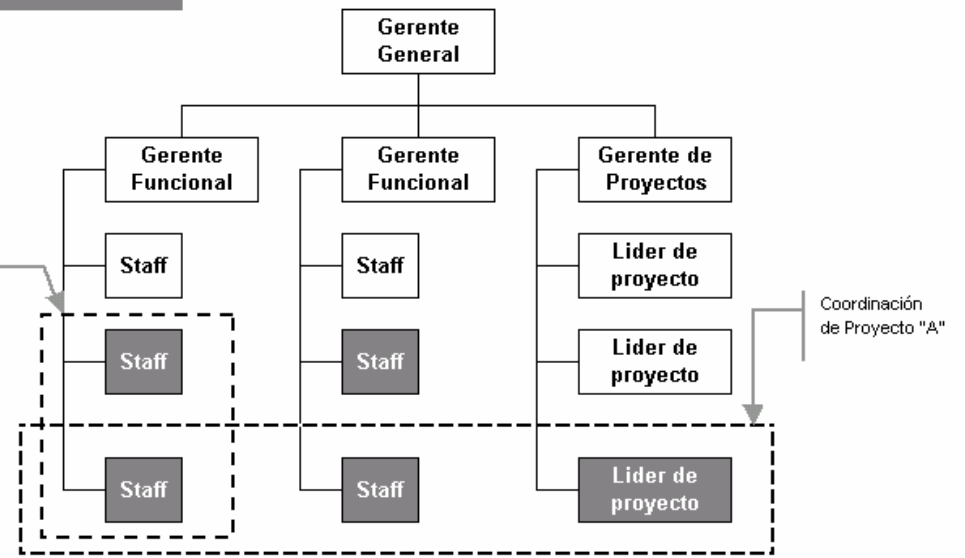 Gerente
General
Gerente
Funcional
Gerente
Funcional
Gerente de
Proyectos
Staff
Staff
Lider de
proyecto
Coordinación
de Proyecto "A"
Staff
Staff
Lider de
proyecto
Staff
Staff
Lider de
proyecto